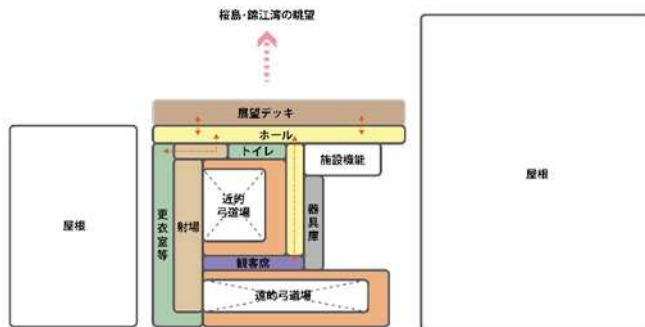 桜島・錦江湾の眺望
展望デッキ
ホール
トイレ
施設機能
屋根
更衣室等
射場
近的
弓道場
器具庫
屋根
観客席
遠的弓道場